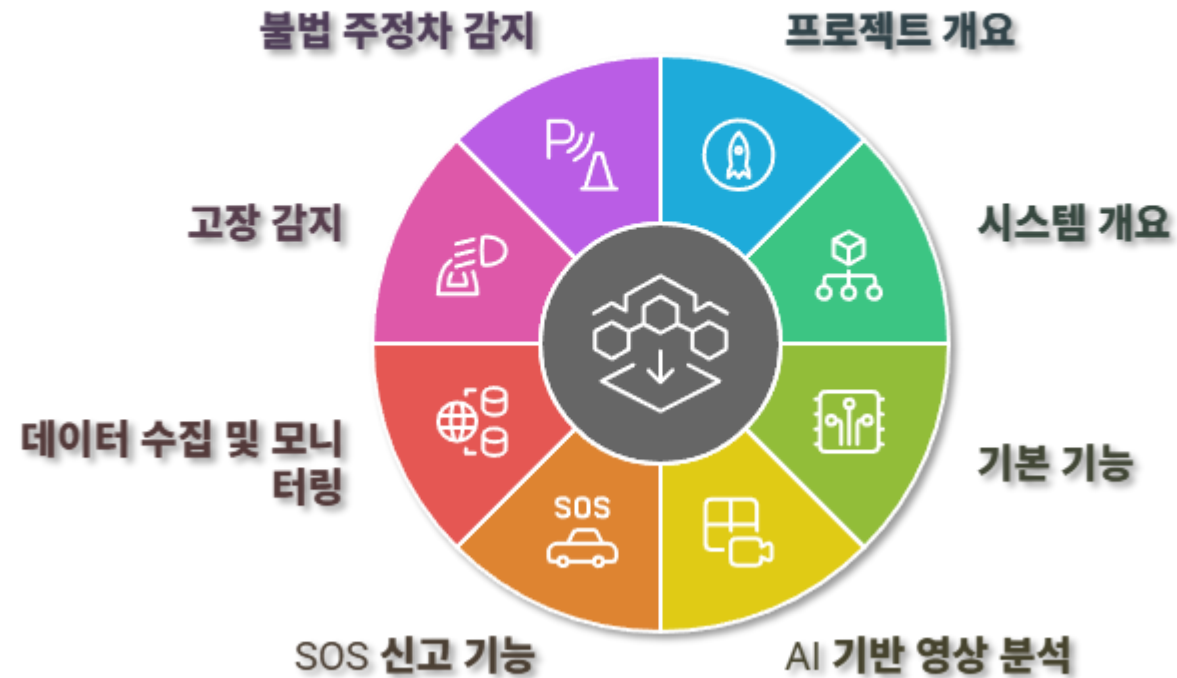 불법 주정차 감지
프로젝트 개요
고장 감지
시스템 개요
데이터 수집 및 모니
터링
기본 기능
SOS
SOS 신고 기능
AI 기반 영상 분석